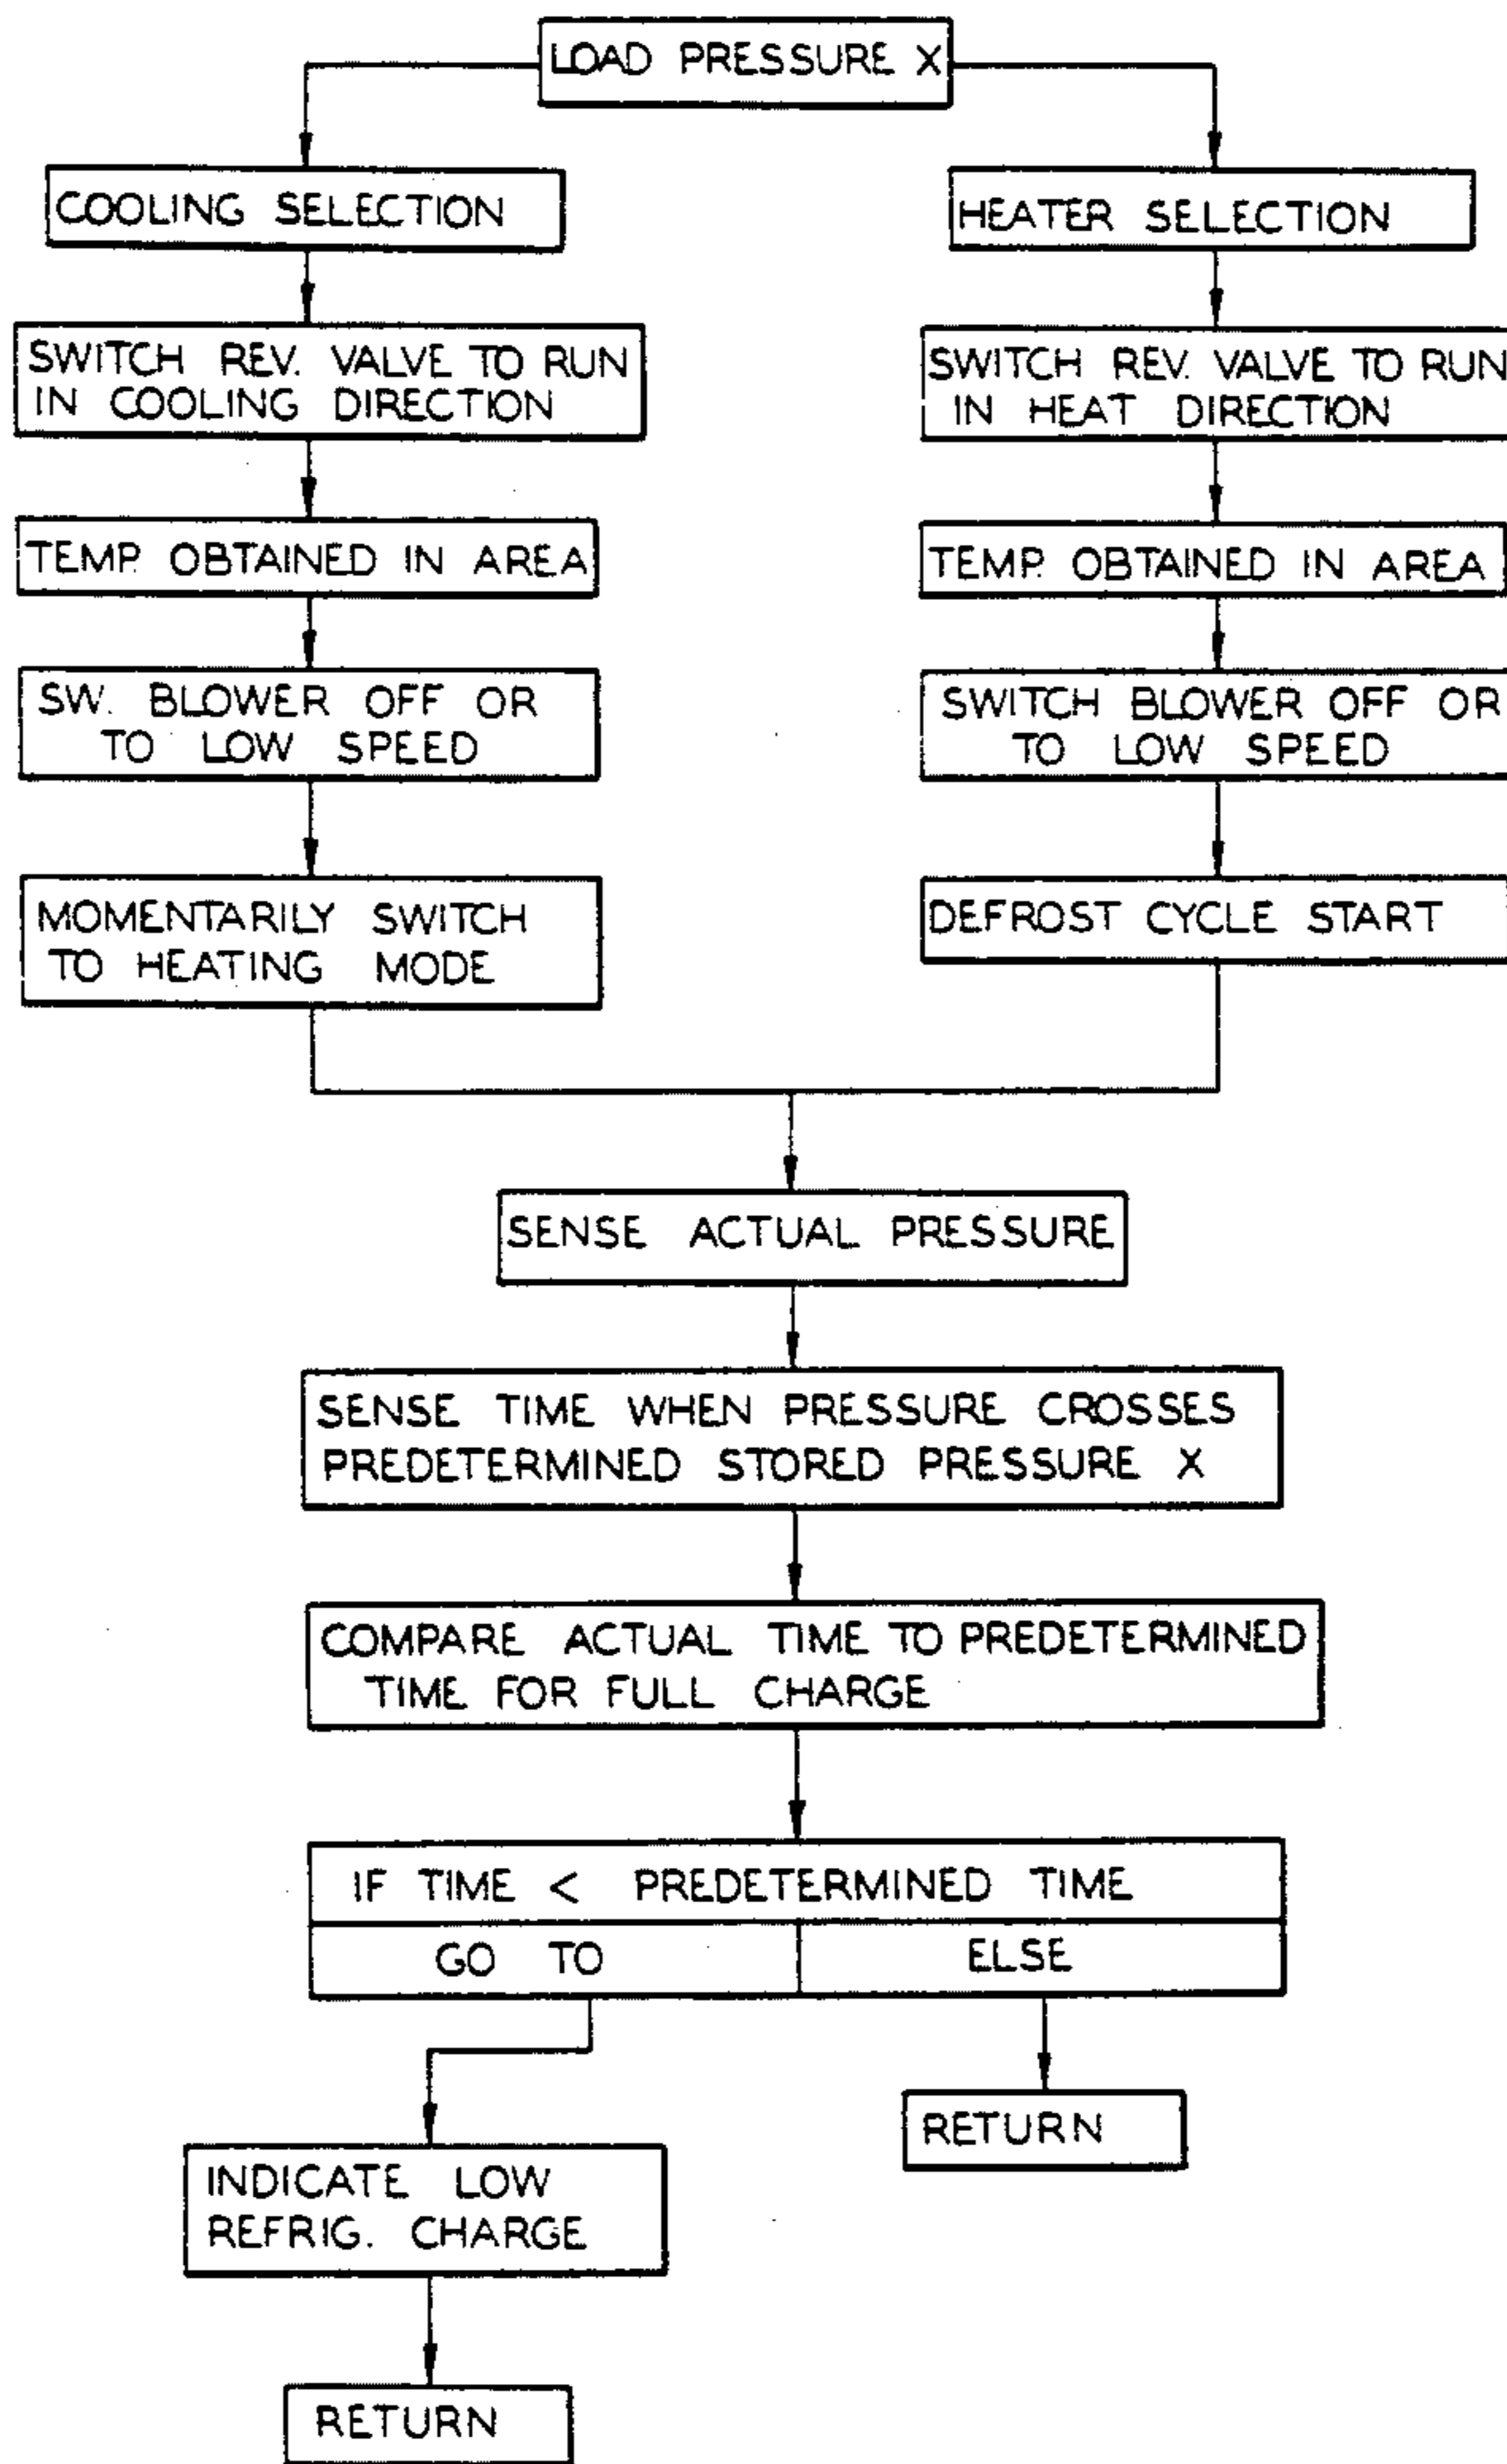 LOAD PRESSURE X
COOLING SELECTION
HEATER SELECTION
SWITCH REV. VALVE TO RUN
IN COOLING DIRECTION
SWITCH REV. VALVE TO RUN
IN HEAT DIRECTION
TEMP. OBTAINED IN AREA
TEMP. OBTAINED IN AREA
SW. BLOWER OFF OR
TO LOW SPEED
SWITCH BLOWER OFF OR
TO LOW SPEED
MOMENTARILY SWITCH
TO HEATING MODE
DEFROST CYCLE START
SENSE ACTUAL PRESSURE
SENSE TIME WHEN PRESSURE CROSSES
PREDETERMINED STORED PRESSURE X
COMPARE ACTUAL TIME TO PREDETERMINED
TIME FOR FULL CHARGE
IF TIME < PREDETERMINED TIME
GO TO
ELSE
RETURN
INDICATE LOW
REFRIG. CHARGE
RETURN